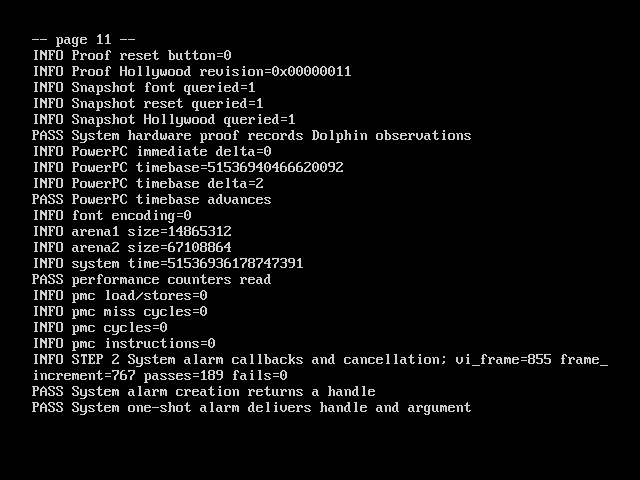 -- page 11 --
INFO Proof reset button=0
INFO Proof Hollywood revision=0x00000011
INFO Snapshot font queried=1
INFO Snapshot reset queried=1
INFO Snapshot Hollywood queried=1
PASS System hardware proof records Dolphin observations
INFO PowerPC immediate delta=0
INFO PowerPC timebase=51536940466620092
INFO PowerPC timebase delta=2
PASS PowerPC timebase advances
INFO font encoding=0
INFO arena1 size=14865312
INFO arena2 size=67108864
INFO system time=51536936178747391
PASS performance counters read
INFO pmc load/stores=0
INFO pmc miss cycles=0
INFO pmc cycles=0
INFO pmc instructions=0
INFO STEP 2 System alarm callbacks and cancellation; vi_frame=855 frame_
increment=767 passes=189 fails=0
PASS System alarm creation returns a handle
PASS System one-shot alarm delivers handle and argument